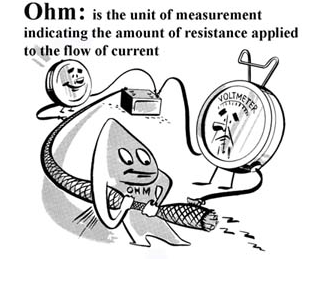 Ohm: is the unit of measurement
indicating the amount of resistance applied
to the flow of current
VOLTMETER
OHM